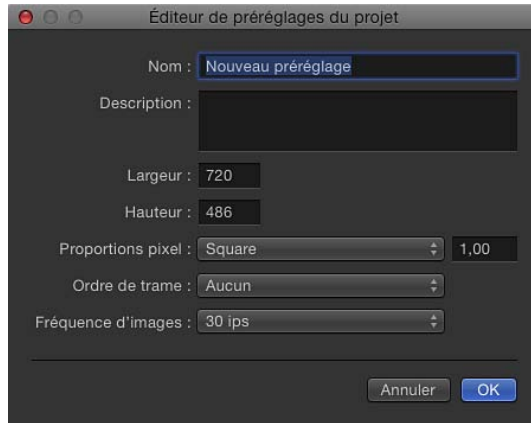 Éditeur de préréglages du projet
Nom : Nouveau préréglage
Description :
Largeur : 720
Hauteur : 486
Proportions pixel : Square 1,00
Ordre de trame : Aucun
Fréquence d'images : 30 ips
Annuler OK